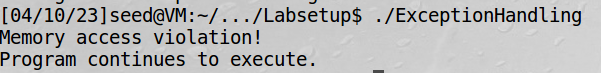 [04/10/23]seed@VM:~/.../Labsetup$ ./ExceptionHandling
Memory access violation!
Program continues to execute.